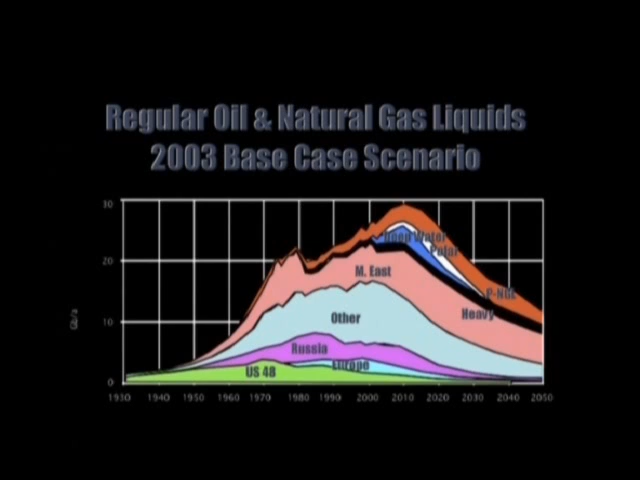 Regular Oil & Natural Gas Liquids
2003 Base Case Scenario
30
20
10
0
Gb/a
Deep Water
Polar
P-NGL
Heavy
M. East
Other
Russia
Europe
US 48
1930 1940 1950 1960 1970 1980 1990 2000 2010 2020 2030 2040 2050